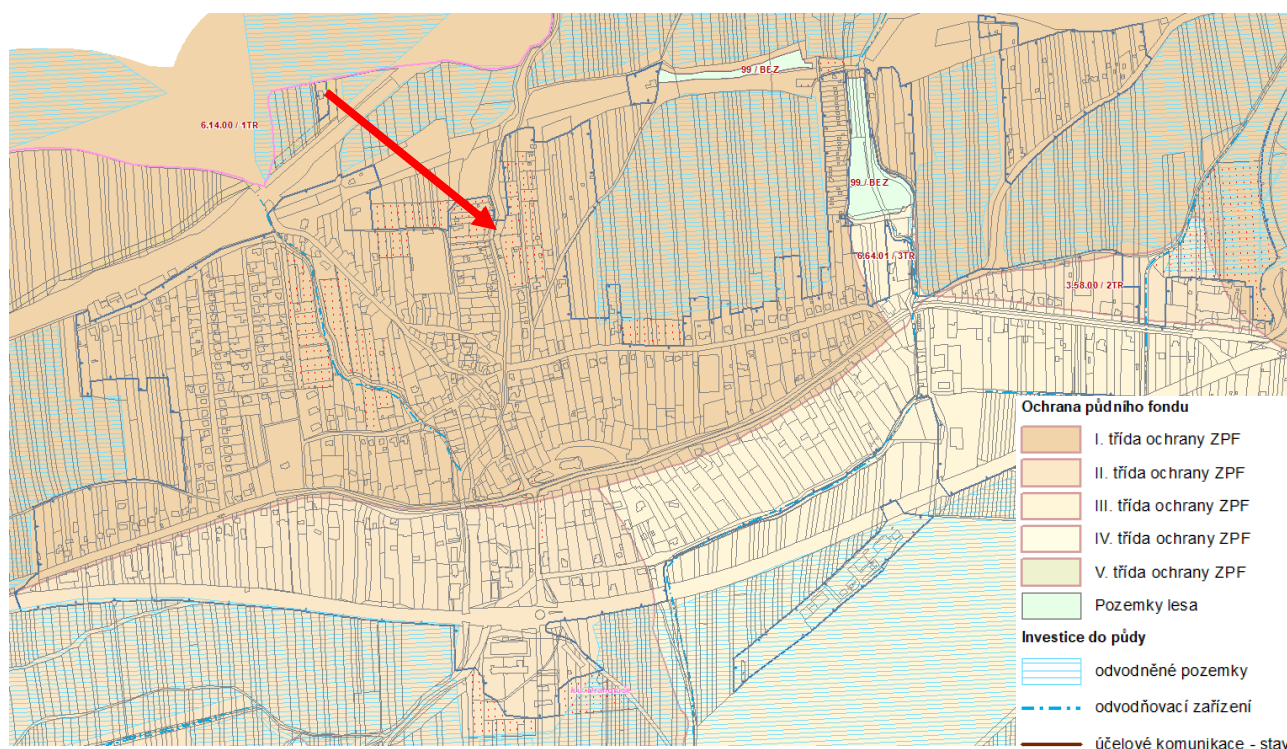 99 / BEZ
6.14.00 / 1TR
99 / BEZ
6.64.01 / 3TR
3.58.00 / 2TR
Ochrana půdního fondu
I. třída ochrany ZPF
II. třída ochrany ZPF
III. třída ochrany ZPF
IV. třída ochrany ZPF
V. třída ochrany ZPF
Pozemky lesa
Investice do půdy
odvodněné pozemky
odvodňovací zařízení
účelové komunikace - stav